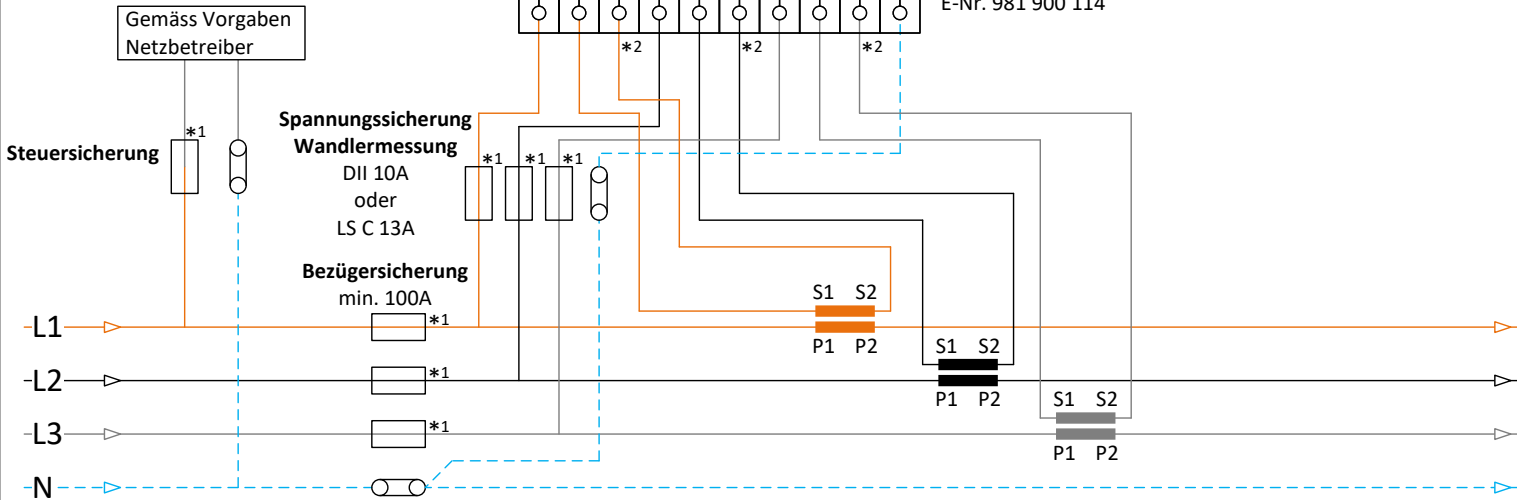 E-Nr. 981 900 114
Gemäss Vorgaben
Netzbetreiber
*2 *2 *2
Spannungssicherung
Wandlermessung
DII 10A
oder
LS C 13A
*1
Steuersicherung
*1 *1 *1
Bezügersicherung
min. 100A
S1 S2
L1 *1
P1 P2
S1 S2
L2 *1
P1 P2
S1 S2
L3 *1
P1 P2
N